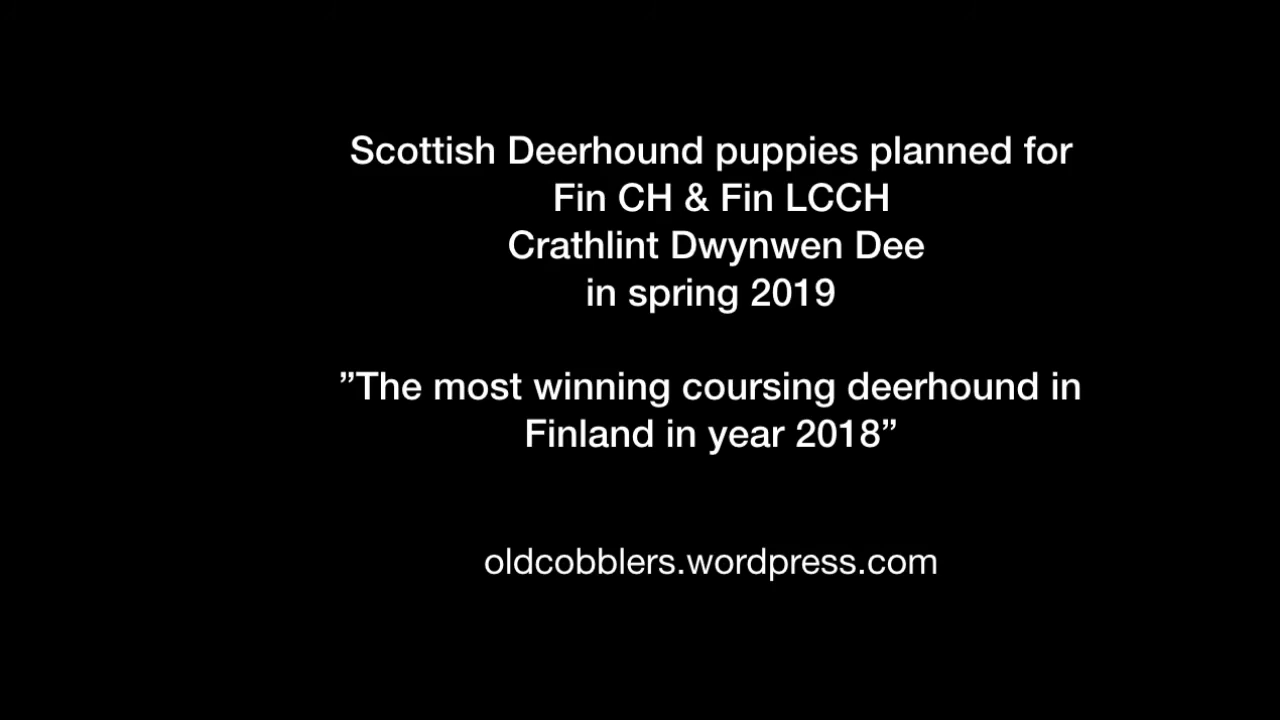 Scottish Deerhound puppies planned for
Fin CH & Fin LCCH
Crathlint Dwynwen Dee
in spring 2019
”The most winning coursing deerhound in
Finland in year 2018”
oldcobblers.wordpress.com